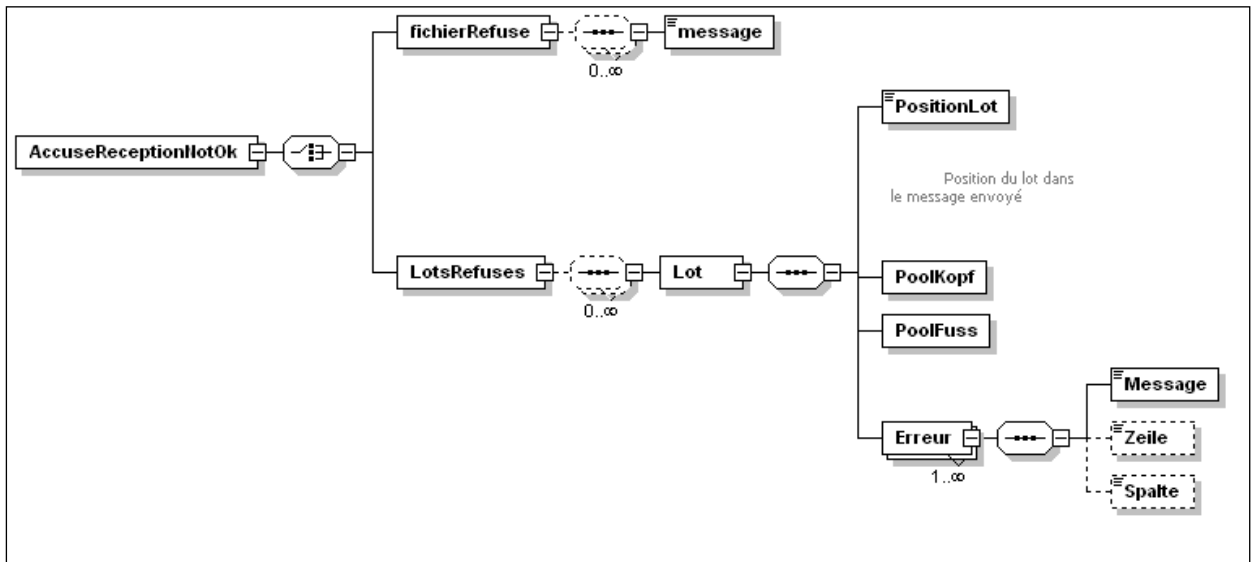 fichierRefuse
message
0..∞
PositionLot
AccuseReceptionNotOk
Position du lot dans
le message envoyé
LotsRefuses
Lot
0..∞
PoolKopf
PoolFuss
Message
Erreur
Zeile
1..∞
Spalte